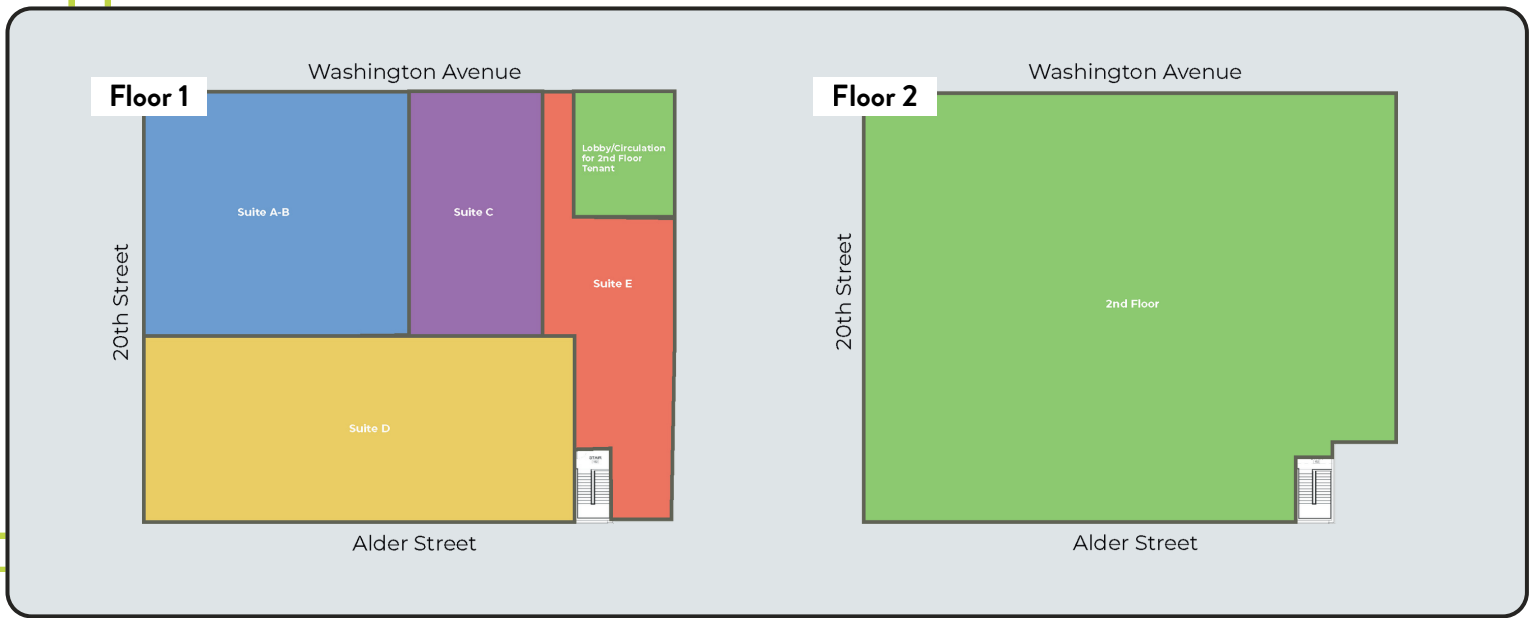 Washington Avenue
Floor 1
Lobby/Circulation
for 2nd Floor
Tenant
Suite A-B
Suite C
20th Street
Suite E
Suite D
STAIR
Alder Street
Washington Avenue
Floor 2
20th Street
2nd Floor
Alder Street